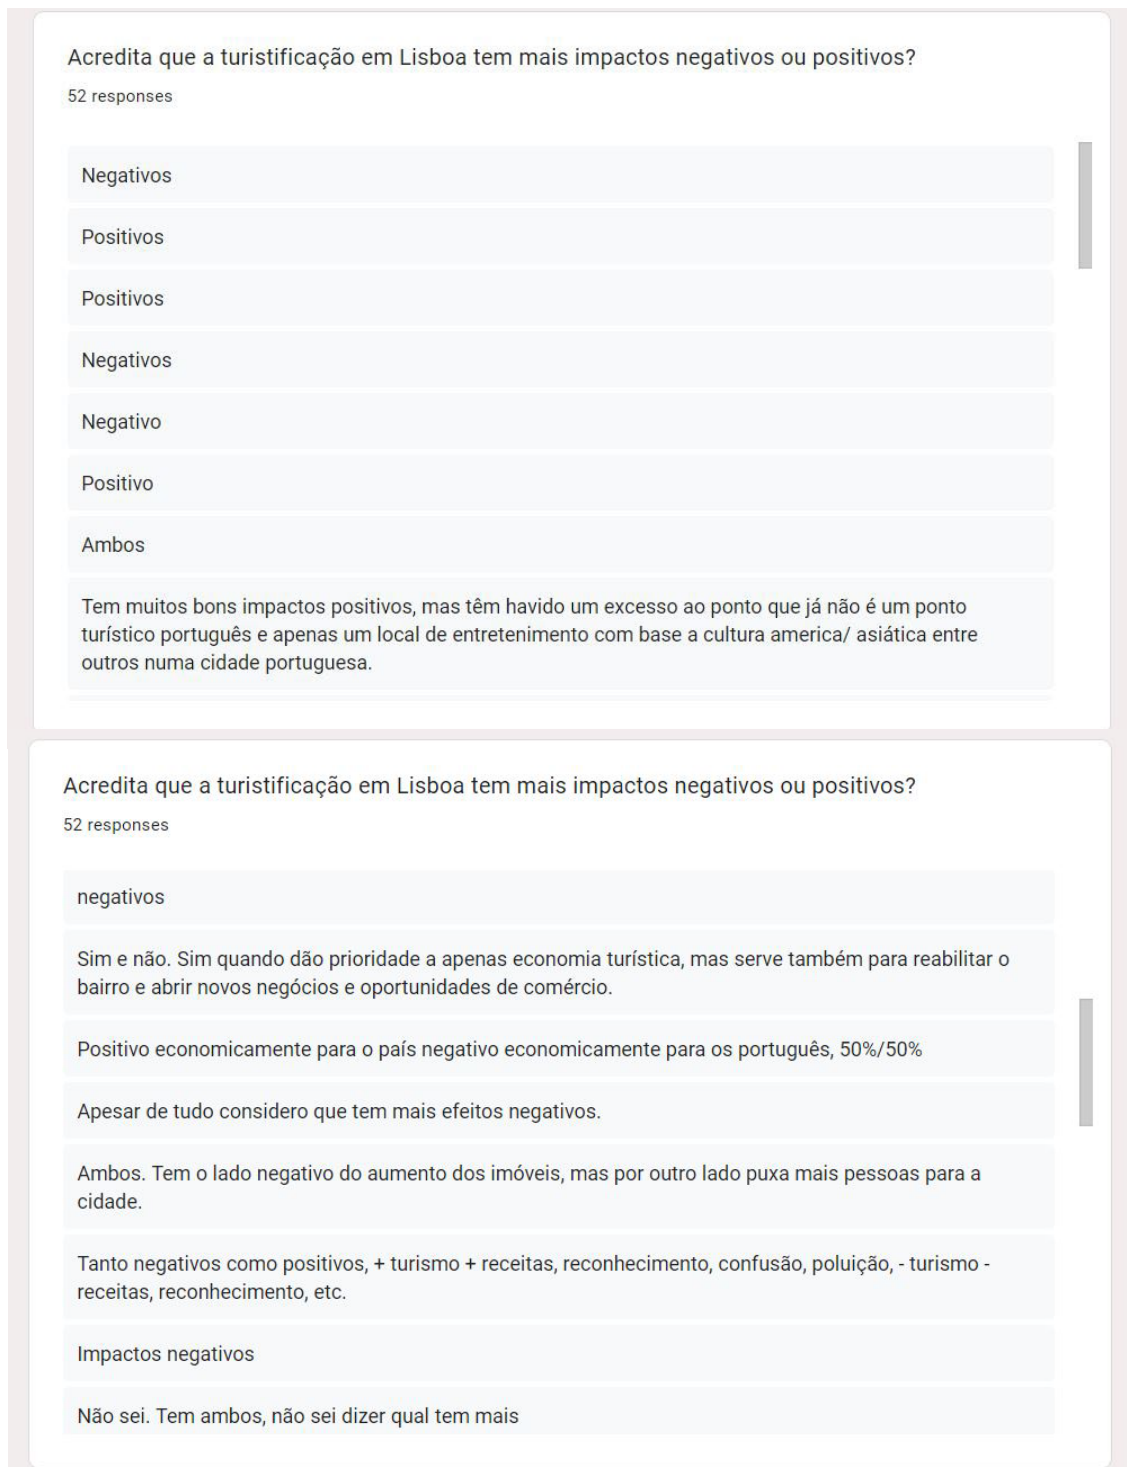 Acredita que a turistificação em Lisboa tem mais impactos negativos ou positivos?
52 responses
Negativos
Positivos
Positivos
Negativos
Negativo
Positivo
Ambos
Tem muitos bons impactos positivos, mas têm havido um excesso ao ponto que já não é um ponto
turístico português e apenas um local de entretenimento com base a cultura america/ asiática entre
outros numa cidade portuguesa.
Acredita que a turistificação em Lisboa tem mais impactos negativos ou positivos?
52 responses
negativos
Sim e não. Sim quando dão prioridade a apenas economia turística, mas serve também para reabilitar o
bairro e abrir novos negócios e oportunidades de comércio.
Positivo economicamente para o país negativo economicamente para os português, 50%/50%
Apesar de tudo considero que tem mais efeitos negativos.
Ambos. Tem o lado negativo do aumento dos imóveis, mas por outro lado puxa mais pessoas para a
cidade.
Tanto negativos como positivos, + turismo + receitas, reconhecimento, confusão, poluição, - turismo -
receitas, reconhecimento, etc.
Impactos negativos
Não sei. Tem ambos, não sei dizer qual tem mais